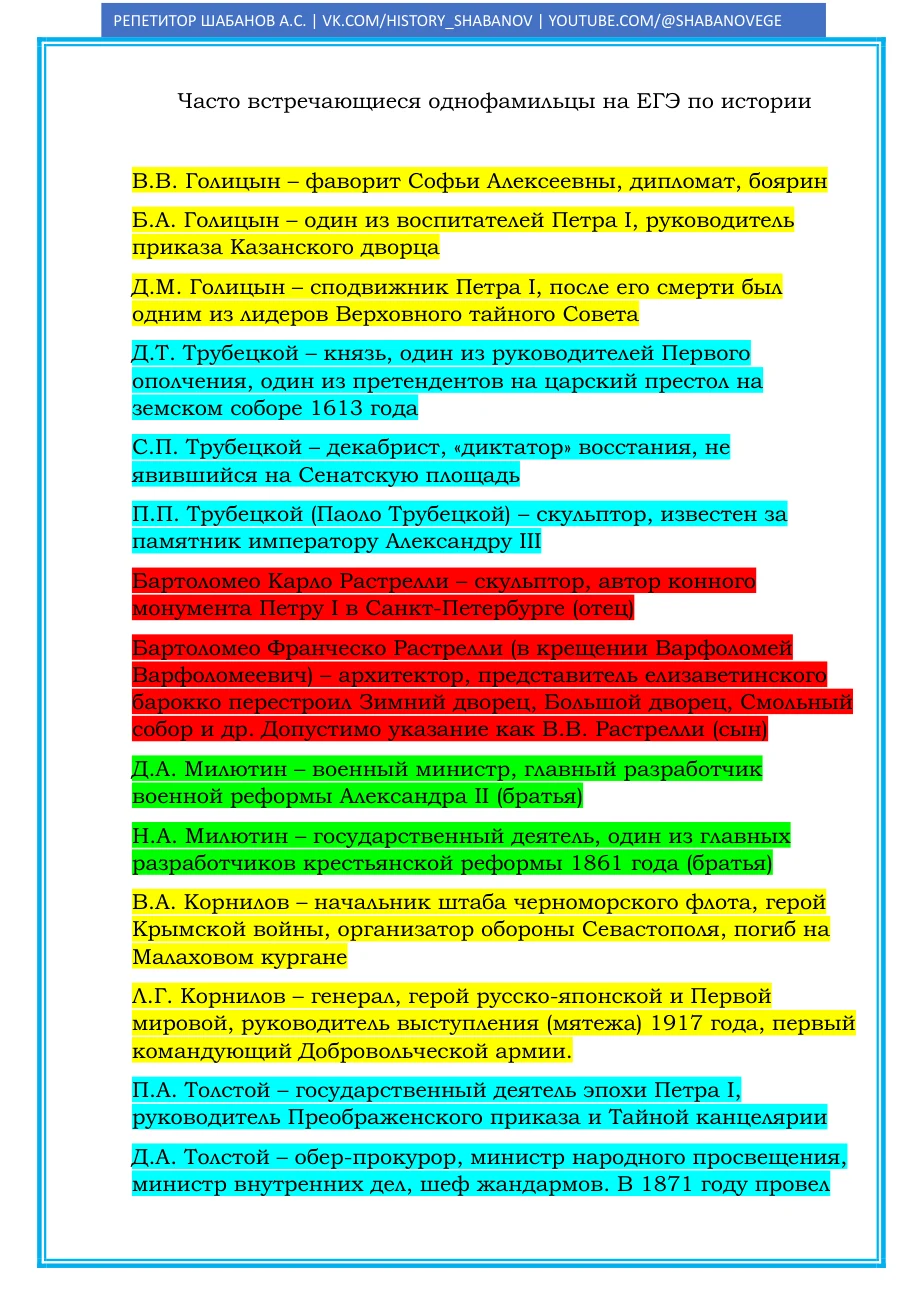 РЕПЕТИТОР ШАБАНОВ А.С. | VK.COM/HISTORY_SHABANOV | YOUTUBE.COM/@SHABANOVEGE
Часто встречающиеся однофамильцы на ЕГЭ по истории
В.В. Голицын – фаворит Софьи Алексеевны, дипломат, боярин
Б.А. Голицын – один из воспитателей Петра I, руководитель
приказа Казанского дворца
Д.М. Голицын – сподвижник Петра I, после его смерти был
одним из лидеров Верховного тайного Совета
Д.Т. Трубецкой – князь, один из руководителей Первого
ополчения, один из претендентов на царский престол на
земском соборе 1613 года
С.П. Трубецкой – декабрист, «диктатор» восстания, не
явившийся на Сенатскую площадь
П.П. Трубецкой (Паоло Трубецкой) – скульптор, известен за
памятник императору Александру III
Бартоломео Карло Растрелли – скульптор, автор конного
монумента Петру I в Санкт-Петербурге (отец)
Бартоломео Франческо Растрелли (в крещении Варфоломей
Варфоломеевич) – архитектор, представитель елизаветинского
барокко перестроил Зимний дворец, Большой дворец, Смольный
собор и др. Допустимо указание как В.В. Растрелли (сын)
Д.А. Милютин – военный министр, главный разработчик
военной реформы Александра II (братья)
Н.А. Милютин – государственный деятель, один из главных
разработчиков крестьянской реформы 1861 года (братья)
В.А. Корнилов – начальник штаба черноморского флота, герой
Крымской войны, организатор обороны Севастополя, погиб на
Малаховом кургане
Л.Г. Корнилов – генерал, герой русско-японской и Первой
мировой, руководитель выступления (мятежа) 1917 года, первый
командующий Добровольческой армии.
П.А. Толстой – государственный деятель эпохи Петра I,
руководитель Преображенского приказа и Тайной канцелярии
Д.А. Толстой – обер-прокурор, министр народного просвещения,
министр внутренних дел, шеф жандармов. В 1871 году провел